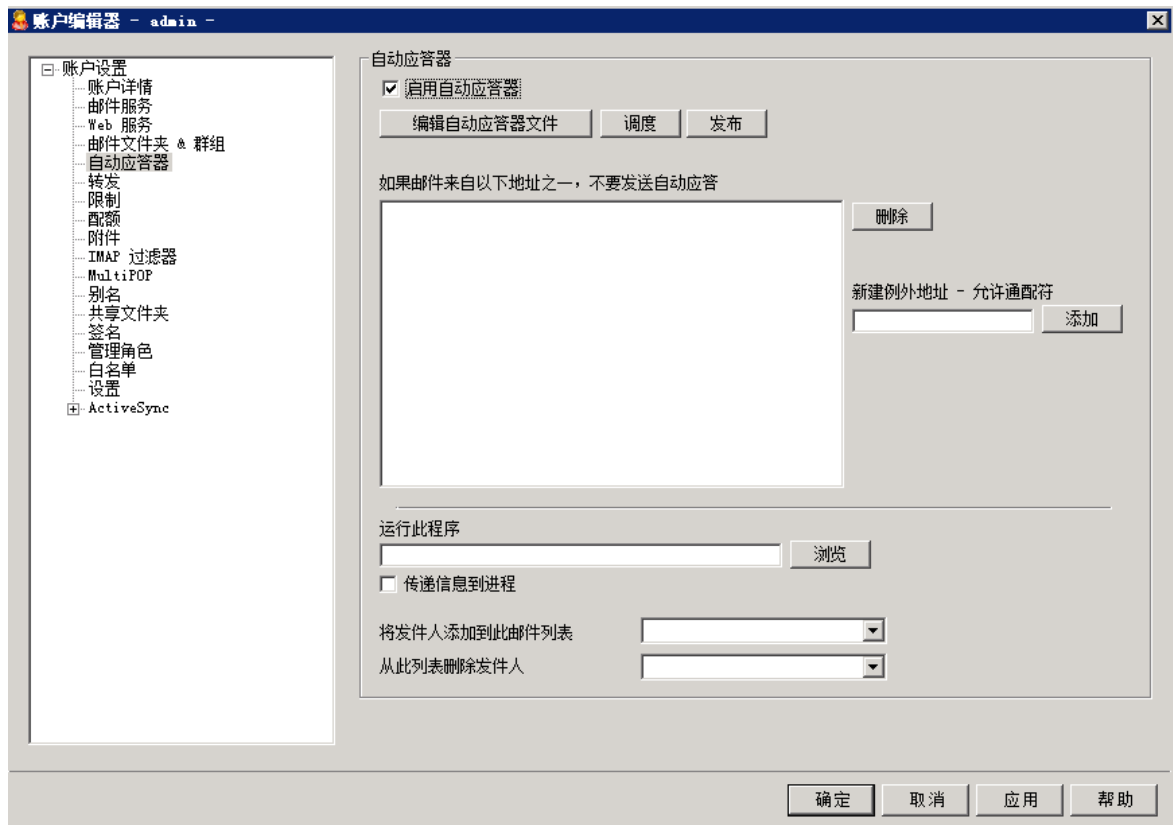 账户编辑器 - admin -
账户设置
账户详情
邮件服务
Web 服务
邮件文件夹 & 群组
自动应答器
转发
限制
配额
附件
IMAP 过滤器
MultiPOP
别名
共享文件夹
签名
管理角色
白名单
设置
ActiveSync
自动应答器
启用自动应答器
编辑自动应答器文件 调度 发布
如果邮件来自以下地址之一，不要发送自动应答
删除
新建例外地址 - 允许通配符
添加
运行此程序
浏览
传递信息到进程
将发件人添加到此邮件列表
从此列表删除发件人
确定 取消 应用 帮助